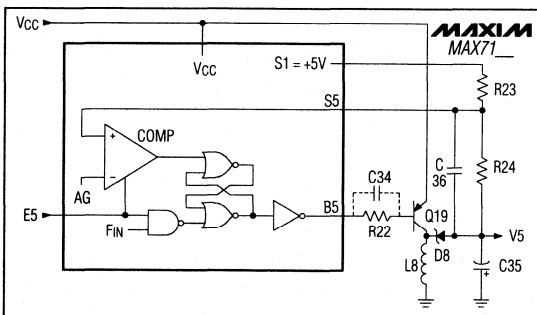 VCC
MAXIM
MAX71__
VCC
S1 = +5V
R23
S5
COMP
+
−
AG
C34
C
36
R24
E5
FIN
B5
Q19
R22
V5
D8
L8
C35
+